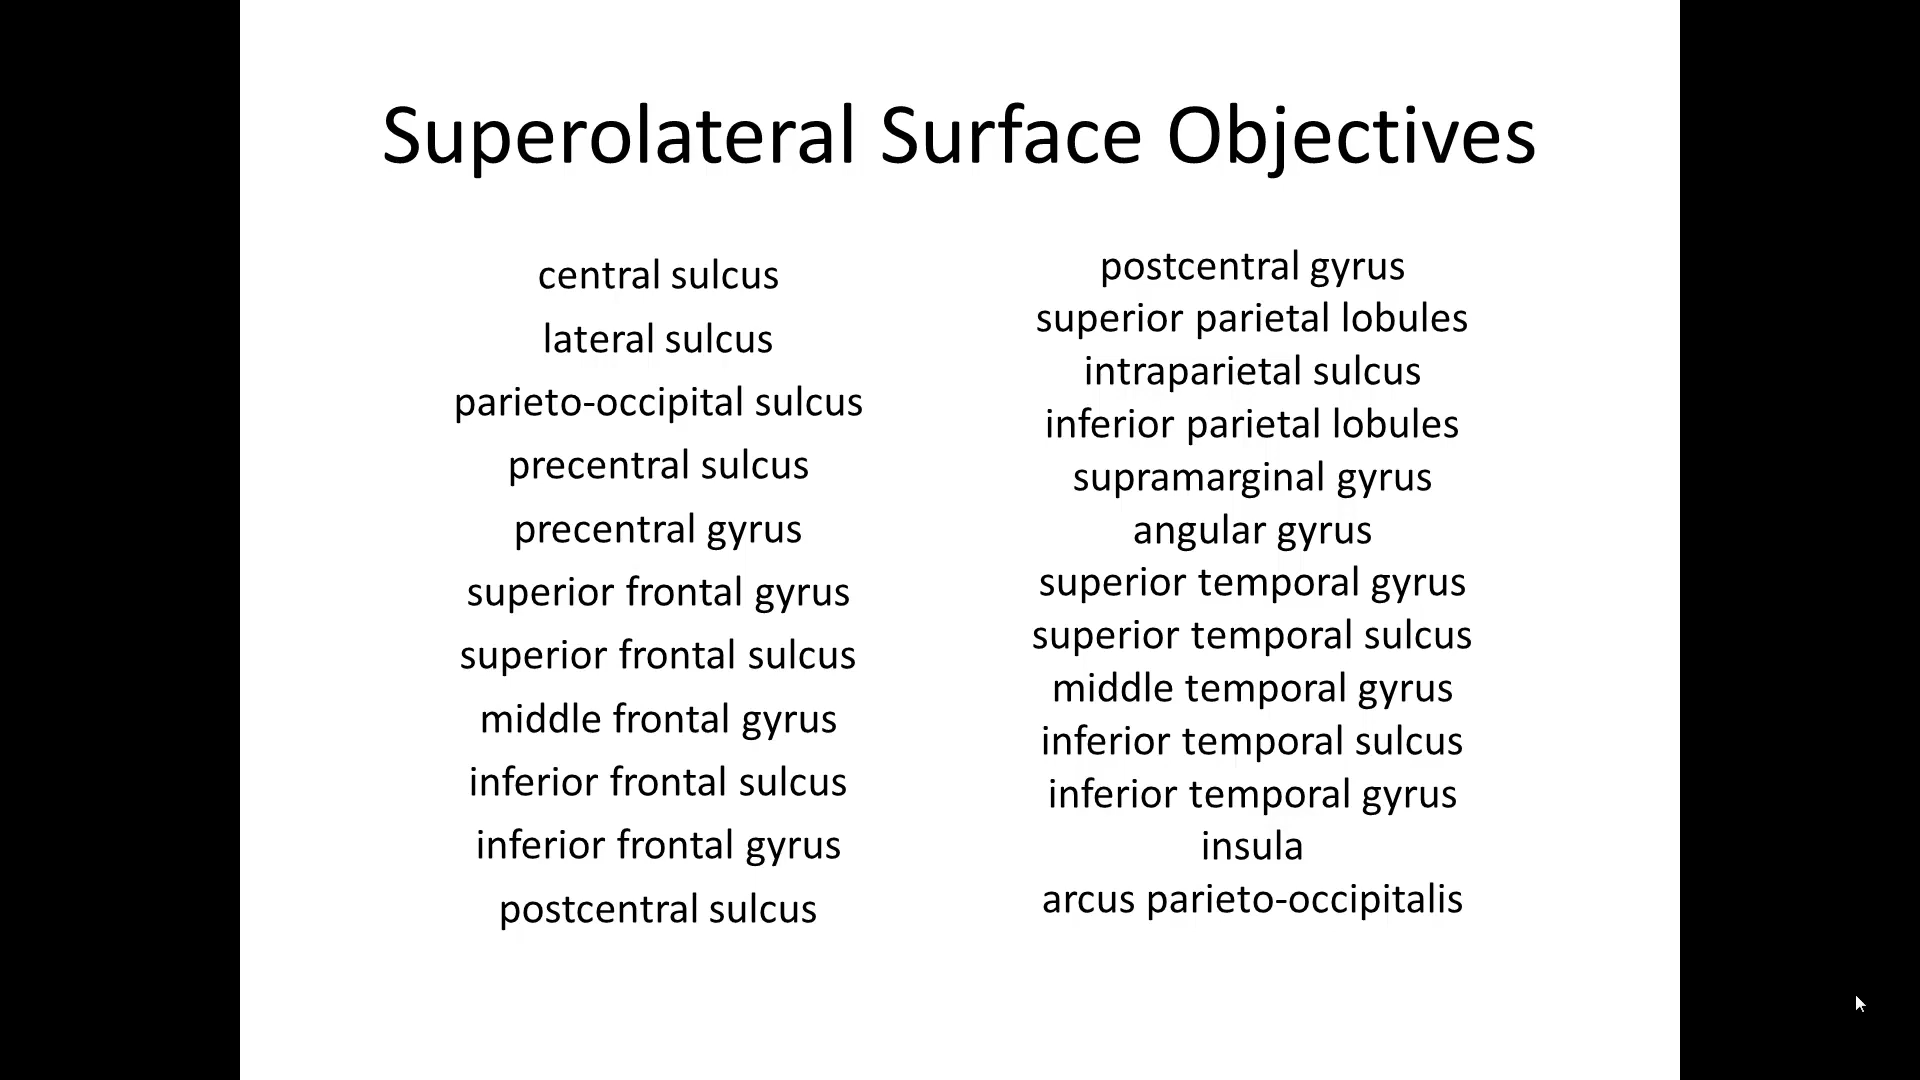 Superolateral Surface Objectives
central sulcus
lateral sulcus
parieto-occipital sulcus
precentral sulcus
precentral gyrus
superior frontal gyrus
superior frontal sulcus
middle frontal gyrus
inferior frontal sulcus
inferior frontal gyrus
postcentral sulcus
postcentral gyrus
superior parietal lobules
intraparietal sulcus
inferior parietal lobules
supramarginal gyrus
angular gyrus
superior temporal gyrus
superior temporal sulcus
middle temporal gyrus
inferior temporal sulcus
inferior temporal gyrus
insula
arcus parieto-occipitalis